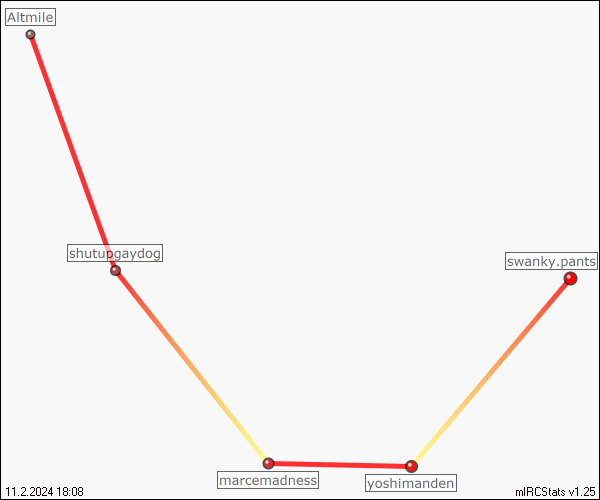 Altmile
shutupgaydog
swanky.pants
marcemadness
yoshimanden
11.2.2024 18:08
mIRCStats v1.25